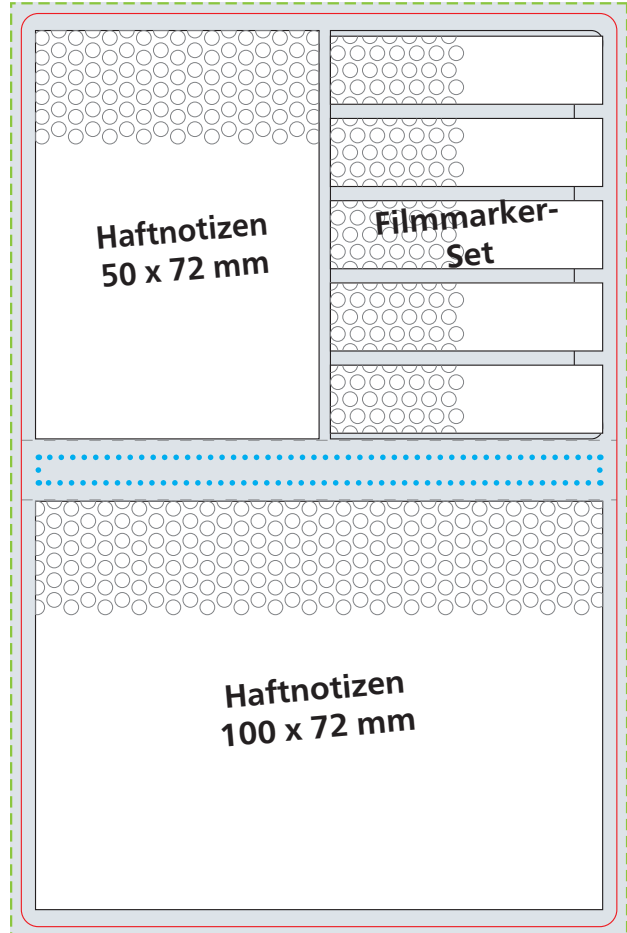 Haftnotizen
50 x 72 mm
Filmmarker-
Set
Haftnotizen
100 x 72 mm